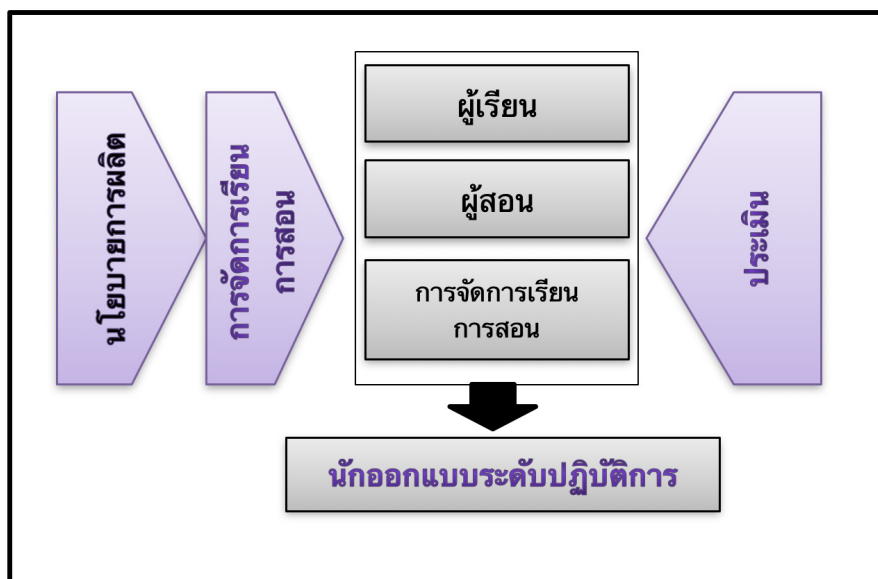 นโยบายการผลิต
การจัดการเรียน
การสอน
ผู้เรียน
ผู้สอน
การจัดการเรียน
การสอน
ประเมิน
นักออกแบบระดับปฏิบัติการ